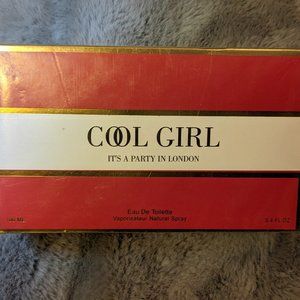 COOL GIRL
IT'S A PARTY IN LONDON
Eau De Toilette
Vaporisateur Natural Spray
100 ML
3.4 FL OZ